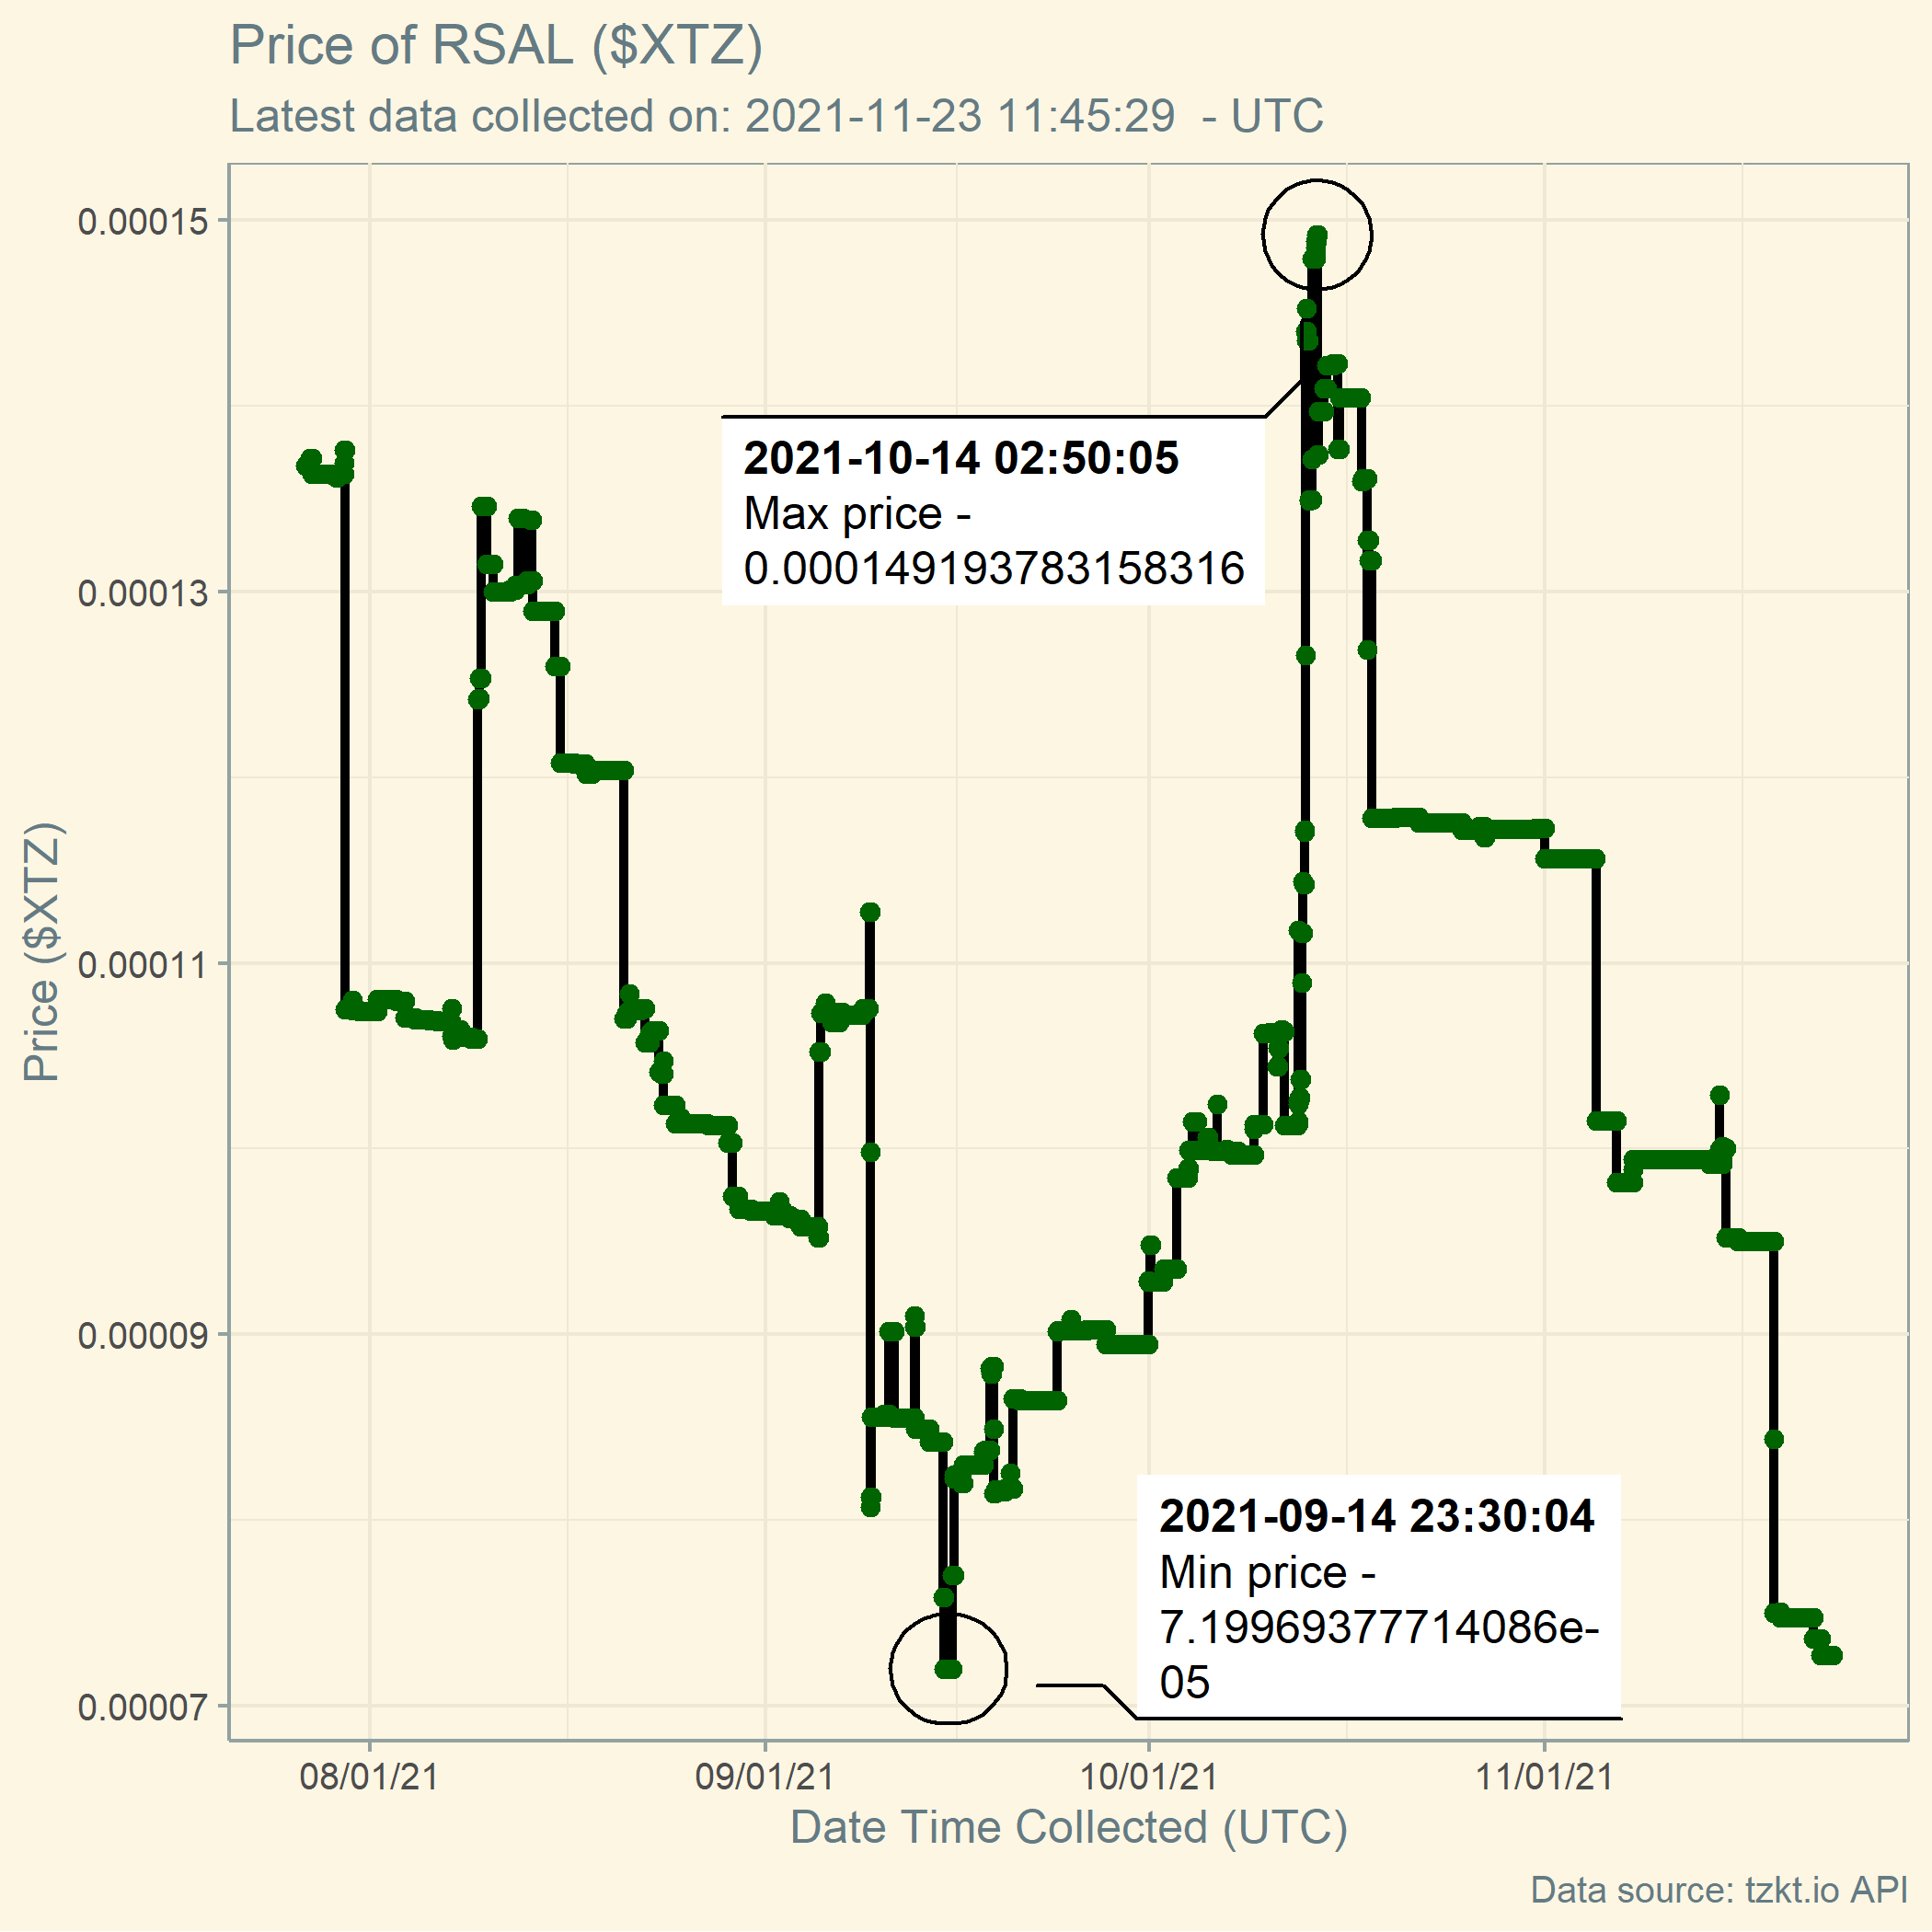 Price of RSAL ($XTZ)
Latest data collected on: 2021-11-23 11:45:29  - UTC
0.00015
0.00013
0.00011
0.00009
0.00007
Price ($XTZ)
2021-10-14 02:50:05
Max price -
0.000149193783158316
2021-09-14 23:30:04
Min price -
7.19969377714086e-
05
08/01/21
09/01/21
10/01/21
11/01/21
Date Time Collected (UTC)
Data source: tzkt.io API